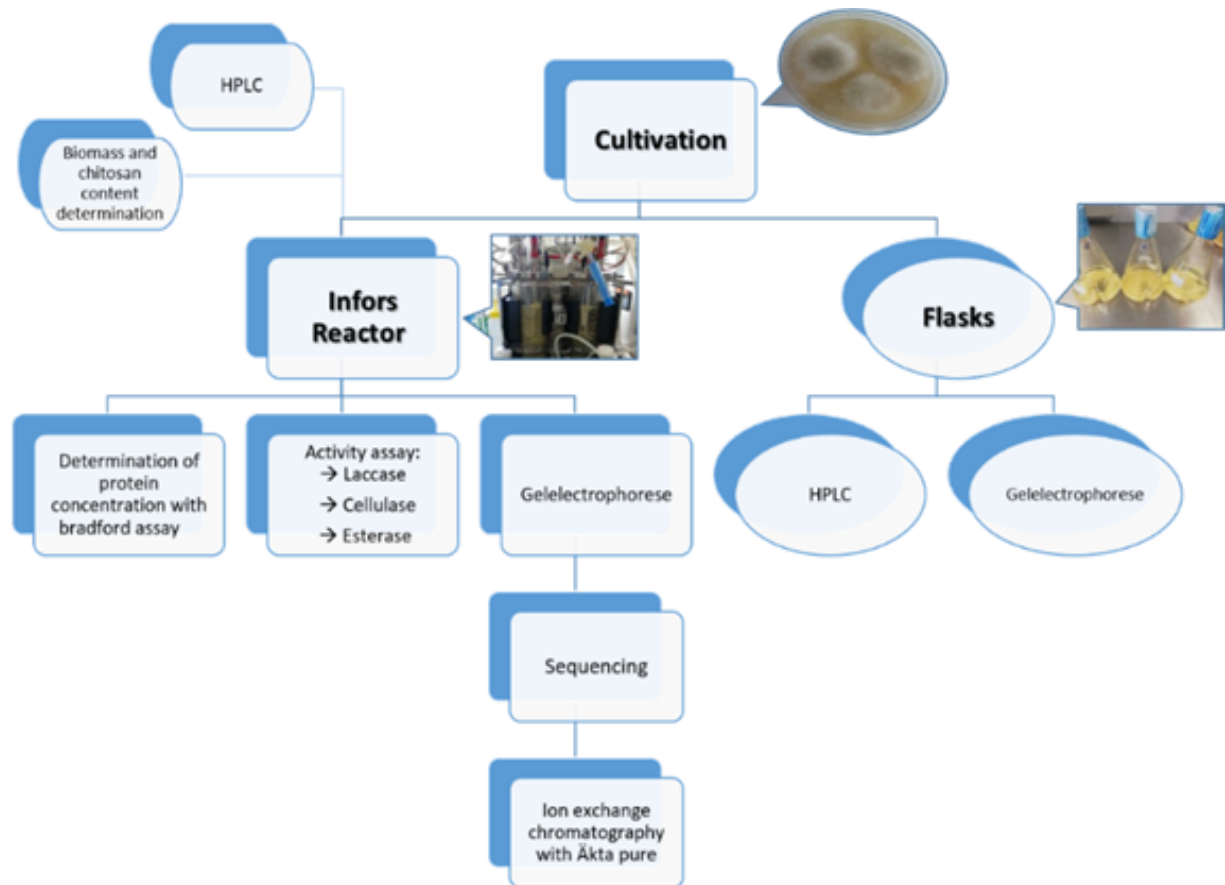 HPLC
Cultivation
Biomass and
chitosan
content
determination
Infors
Reactor
Flasks
Determination of
protein
concentration with
bradford assay
Activity assay:
→ Laccase
→ Cellulase
→ Esterase
Gelelectrophorese
HPLC
Gelelectrophorese
Sequencing
Ion exchange
chromatography
with Äkta pure